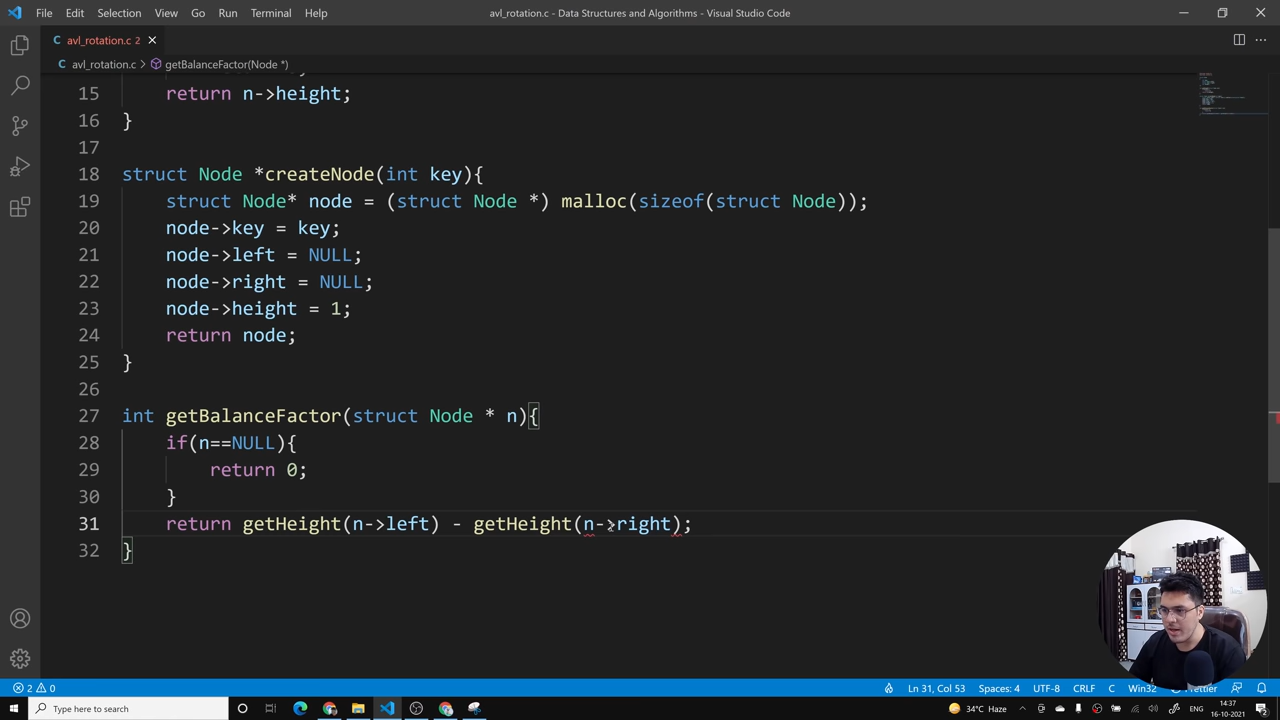 File Edit Selection View Go Run Terminal Help avl_rotation.c - Data Structures and Algorithms - Visual Studio Code
avl_rotation.c 2
avl_rotation.c > getBalanceFactor(Node *)
15 return n->height;
16 }
17
18 struct Node *createNode(int key){
19 struct Node* node = (struct Node *) malloc(sizeof(struct Node));
20 node->key = key;
21 node->left = NULL;
22 node->right = NULL;
23 node->height = 1;
24 return node;
25 }
26
27 int getBalanceFactor(struct Node * n){
28 if(n==NULL){
29 return 0;
30 }
31 return getHeight(n->left) - getHeight(n->right);
32 }
2 0 Ln 31, Col 53 Spaces: 4 UTF-8 CRLF C Win32 Prettier
Type here to search 34°C Haze ENG 14:37
16-10-2021